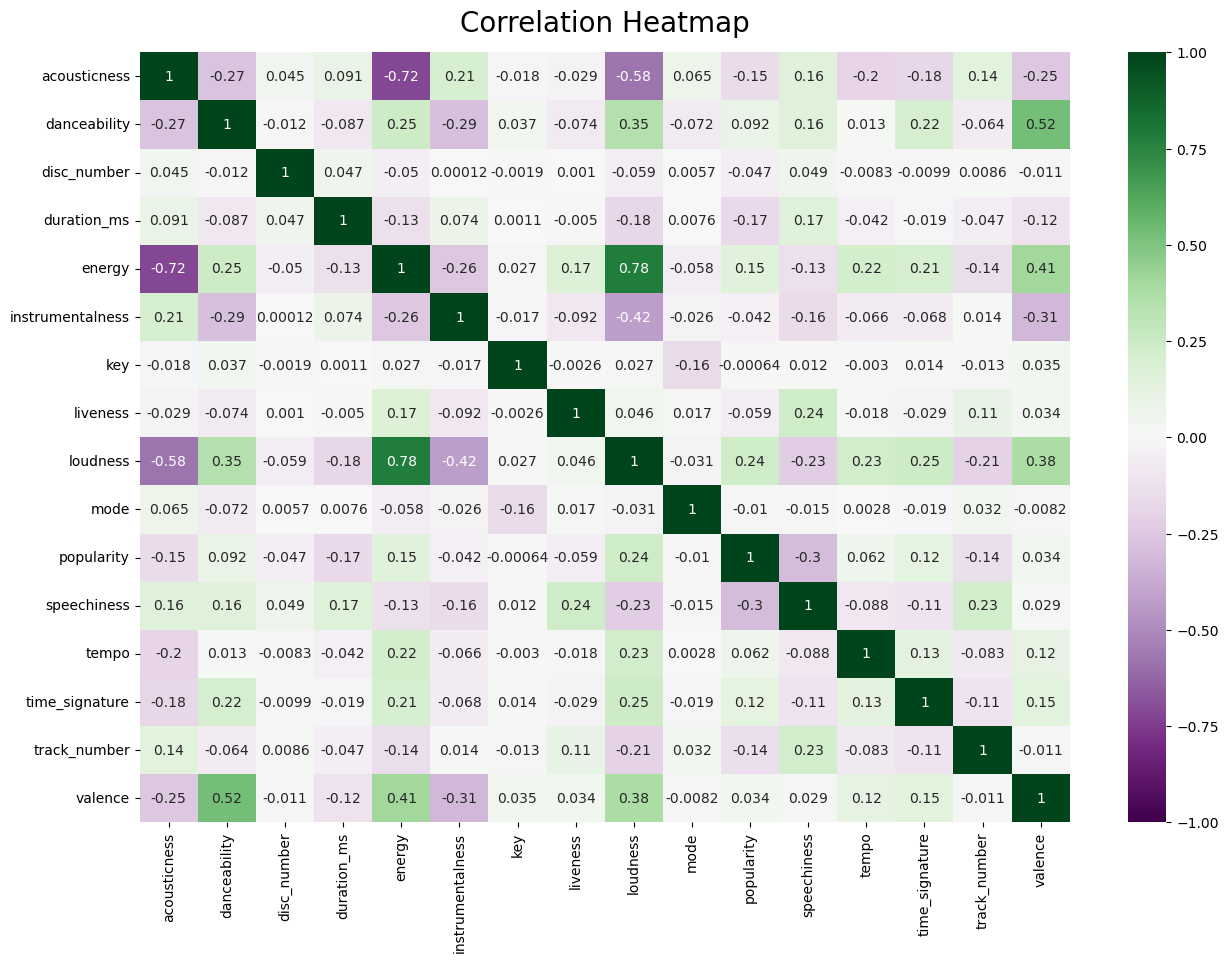 Correlation Heatmap
acousticness 1 -0.27 0.045 0.091 -0.72 0.21 -0.018 -0.029 -0.58 0.065 -0.15 0.16 -0.2 -0.18 0.14 -0.25
danceability -0.27 1 -0.012 -0.087 0.25 -0.29 0.037 -0.074 0.35 -0.072 0.092 0.16 0.013 0.22 -0.064 0.52
disc_number 0.045 -0.012 1 0.047 -0.05 0.00012 -0.0019 0.001 -0.059 0.0057 -0.047 0.049 -0.0083 -0.0099 0.0086 -0.011
duration_ms 0.091 -0.087 0.047 1 -0.13 0.074 0.0011 -0.005 -0.18 0.0076 -0.17 0.17 -0.042 -0.019 -0.047 -0.12
energy -0.72 0.25 -0.05 -0.13 1 -0.26 0.027 0.17 0.78 -0.058 0.15 -0.13 0.22 0.21 -0.14 0.41
instrumentalness 0.21 -0.29 0.00012 0.074 -0.26 1 -0.017 -0.092 -0.42 -0.026 -0.042 -0.16 -0.066 -0.068 0.014 -0.31
key -0.018 0.037 -0.0019 0.0011 0.027 -0.017 1 -0.0026 0.027 -0.16 -0.00064 0.012 -0.003 0.014 -0.013 0.035
liveness -0.029 -0.074 0.001 -0.005 0.17 -0.092 -0.0026 1 0.046 0.017 -0.059 0.24 -0.018 -0.029 0.11 0.034
loudness -0.58 0.35 -0.059 -0.18 0.78 -0.42 0.027 0.046 1 -0.031 0.24 -0.23 0.23 0.25 -0.21 0.38
mode 0.065 -0.072 0.0057 0.0076 -0.058 -0.026 -0.16 0.017 -0.031 1 -0.01 -0.015 0.0028 -0.019 0.032 -0.0082
popularity -0.15 0.092 -0.047 -0.17 0.15 -0.042 -0.00064 -0.059 0.24 -0.01 1 -0.3 0.062 0.12 -0.14 0.034
speechiness 0.16 0.16 0.049 0.17 -0.13 -0.16 0.012 0.24 -0.23 -0.015 -0.3 1 -0.088 -0.11 0.23 0.029
tempo -0.2 0.013 -0.0083 -0.042 0.22 -0.066 -0.003 -0.018 0.23 0.0028 0.062 -0.088 1 0.13 -0.083 0.12
time_signature -0.18 0.22 -0.0099 -0.019 0.21 -0.068 0.014 -0.029 0.25 -0.019 0.12 -0.11 0.13 1 -0.11 0.15
track_number 0.14 -0.064 0.0086 -0.047 -0.14 0.014 -0.013 0.11 -0.21 0.032 -0.14 0.23 -0.083 -0.11 1 -0.011
valence -0.25 0.52 -0.011 -0.12 0.41 -0.31 0.035 0.034 0.38 -0.0082 0.034 0.029 0.12 0.15 -0.011 1
acousticness
danceability
disc_number
duration_ms
energy
instrumentalness
key
liveness
loudness
mode
popularity
speechiness
tempo
time_signature
track_number
valence
1.00
0.75
0.50
0.25
0.00
−0.25
−0.50
−0.75
−1.00